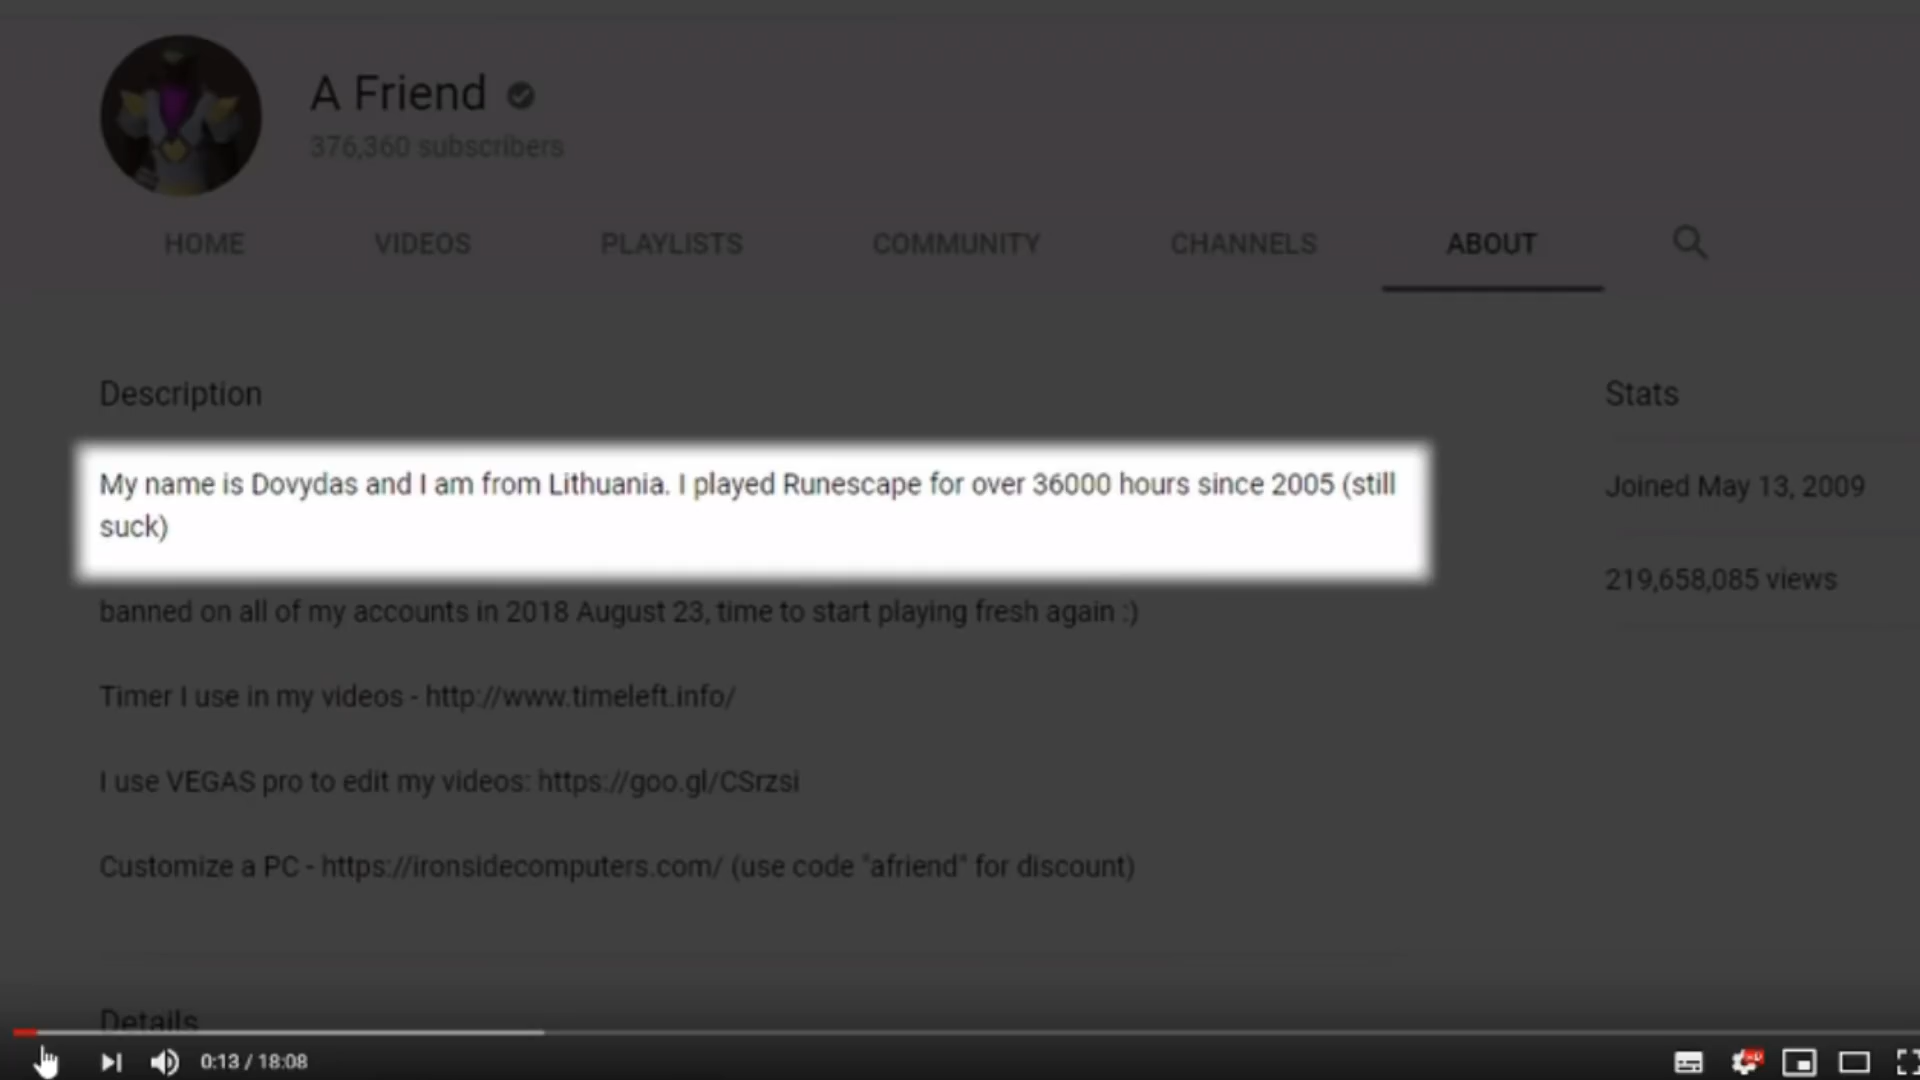 A Friend
376,360 subscribers
HOME VIDEOS PLAYLISTS COMMUNITY CHANNELS ABOUT
Description
Stats
My name is Dovydas and I am from Lithuania. I played Runescape for over 36000 hours since 2005 (still
suck)
Joined May 13, 2009
219,658,085 views
banned on all of my accounts in 2018 August 23, time to start playing fresh again :)
Timer I use in my videos - http://www.timeleft.info/
I use VEGAS pro to edit my videos: https://goo.gl/CSrzsi
Customize a PC - https://ironsidecomputers.com/ (use code "afriend" for discount)
Details
0:13 / 18:08